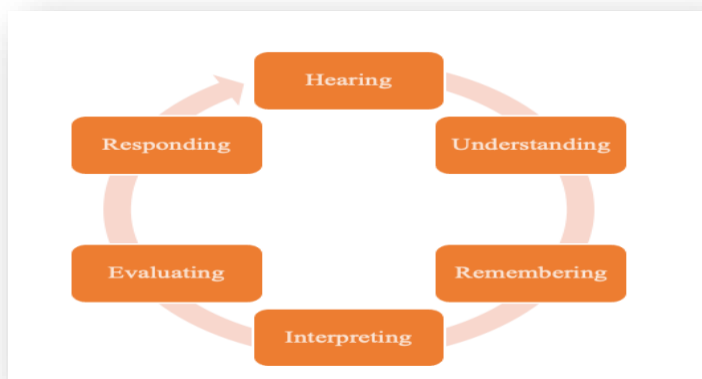 Hearing
Understanding
Remembering
Interpreting
Evaluating
Responding